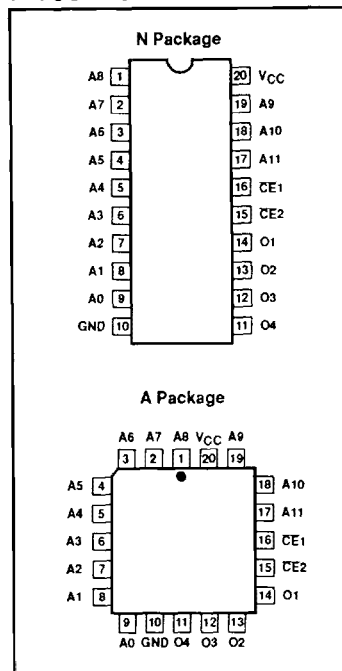 N Package
A8 1 20 VCC
A7 2 19 A9
A6 3 18 A10
A5 4 17 A11
A4 5 16 C̅E̅1
A3 6 15 C̅E̅2
A2 7 14 O1
A1 8 13 O2
A0 9 12 O3
GND 10 11 O4
A Package
A6 A7 A8 VCC A9
3 2 1 20 19
A5 4 18 A10
A4 5 17 A11
A3 6 16 C̅E̅1
A2 7 15 C̅E̅2
A1 8 14 O1
9 10 11 12 13
A0 GND O4 O3 O2